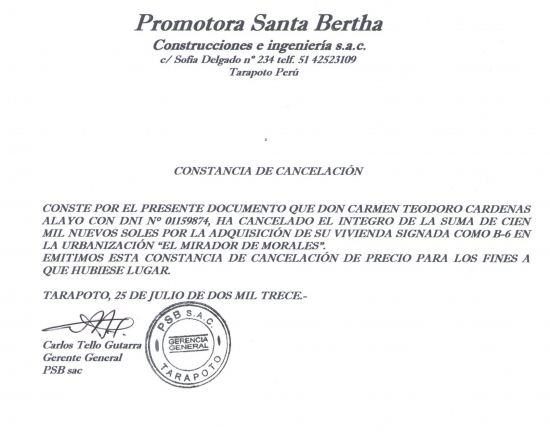 Promotora Santa Bertha
Construcciones e ingeniería s.a.c.
c/ Sofia Delgado n° 234 telf. 51 42523109
Tarapoto Perú
CONSTANCIA DE CANCELACIÓN
CONSTE POR EL PRESENTE DOCUMENTO QUE DON CARMEN TEODORO CARDENAS
ALAYO CON DNI N° 01159874, HA CANCELADO EL INTEGRO DE LA SUMA DE CIEN
MIL NUEVOS SOLES POR LA ADQUISICIÓN DE SU VIVIENDA SIGNADA COMO B-6 EN
LA URBANIZACIÓN “EL MIRADOR DE MORALES”.
EMITIMOS ESTA CONSTANCIA DE CANCELACIÓN DE PRECIO PARA LOS FINES A
QUE HUBIESE LUGAR.
TARAPOTO, 25 DE JULIO DE DOS MIL TRECE.-
Carlos Tello Gutarra
Gerente General
PSB sac
PSB S.A.C.
GERENCIA
GENERAL
TARAPOTO